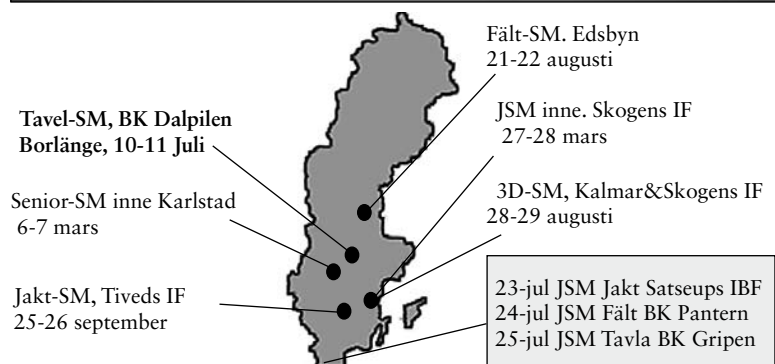 Fält-SM. Edsbyn
21-22 augusti
Tavel-SM, BK Dalpilen
Borlänge, 10-11 Juli
JSM inne. Skogens IF
27-28 mars
Senior-SM inne Karlstad
6-7 mars
3D-SM, Kalmar&Skogens IF
28-29 augusti
Jakt-SM, Tiveds IF
25-26 september
23-jul JSM Jakt Satseups IBF
24-jul JSM Fält BK Pantern
25-jul JSM Tavla BK Gripen